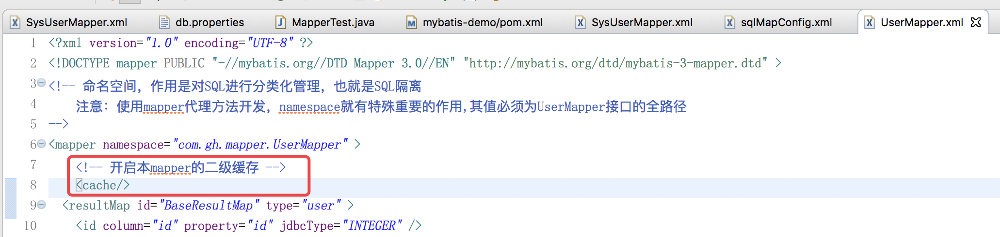 SysUserMapper.xml db.properties MapperTest.java mybatis-demo/pom.xml SysUserMapper.xml sqlMapConfig.xml UserMapper.xml
1 <?xml version="1.0" encoding="UTF-8" ?>
2 <!DOCTYPE mapper PUBLIC "-//mybatis.org//DTD Mapper 3.0//EN" "http://mybatis.org/dtd/mybatis-3-mapper.dtd" >
3 <!-- 命名空间，作用是对SQL进行分类化管理，也就是SQL隔离
4 注意：使用mapper代理方法开发，namespace就有特殊重要的作用,其值必须为UserMapper接口的全路径
5 -->
6 <mapper namespace="com.gh.mapper.UserMapper" >
7 <!-- 开启本mapper的二级缓存 -->
8 <cache/>
9 <resultMap id="BaseResultMap" type="user" >
10 <id column="id" property="id" jdbcType="INTEGER" />